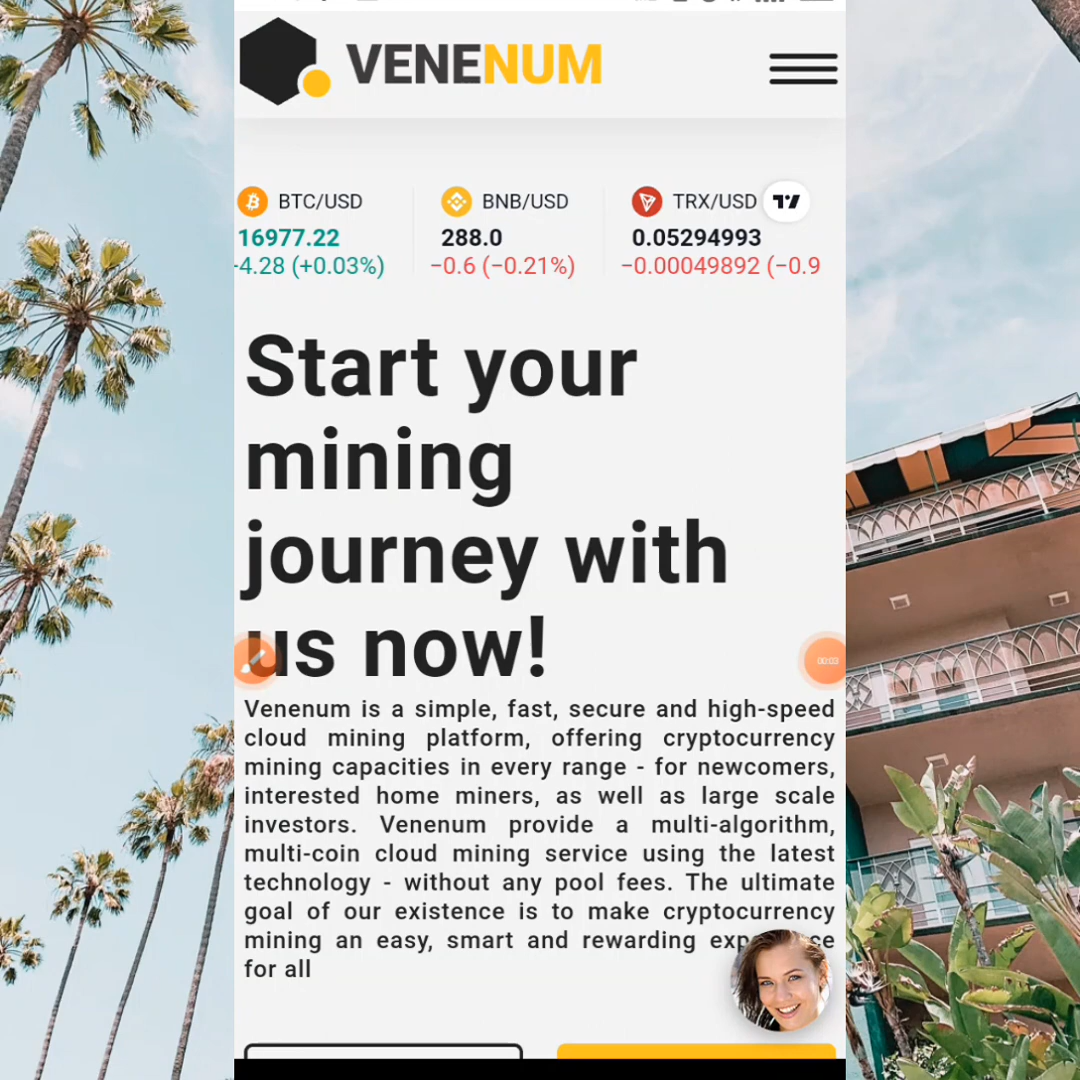 VENENUM
BTC/USD BNB/USD TRX/USD
16977.22 288.0 0.05294993
-4.28 (+0.03%) −0.6 (−0.21%) −0.00049892 (−0.9
Start your
mining
journey with
us now!
00:03
Venenum is a simple, fast, secure and high-speed
cloud mining platform, offering cryptocurrency
mining capacities in every range - for newcomers,
interested home miners, as well as large scale
investors. Venenum provide a multi-algorithm,
multi-coin cloud mining service using the latest
technology - without any pool fees. The ultimate
goal of our existence is to make cryptocurrency
mining an easy, smart and rewarding
for all